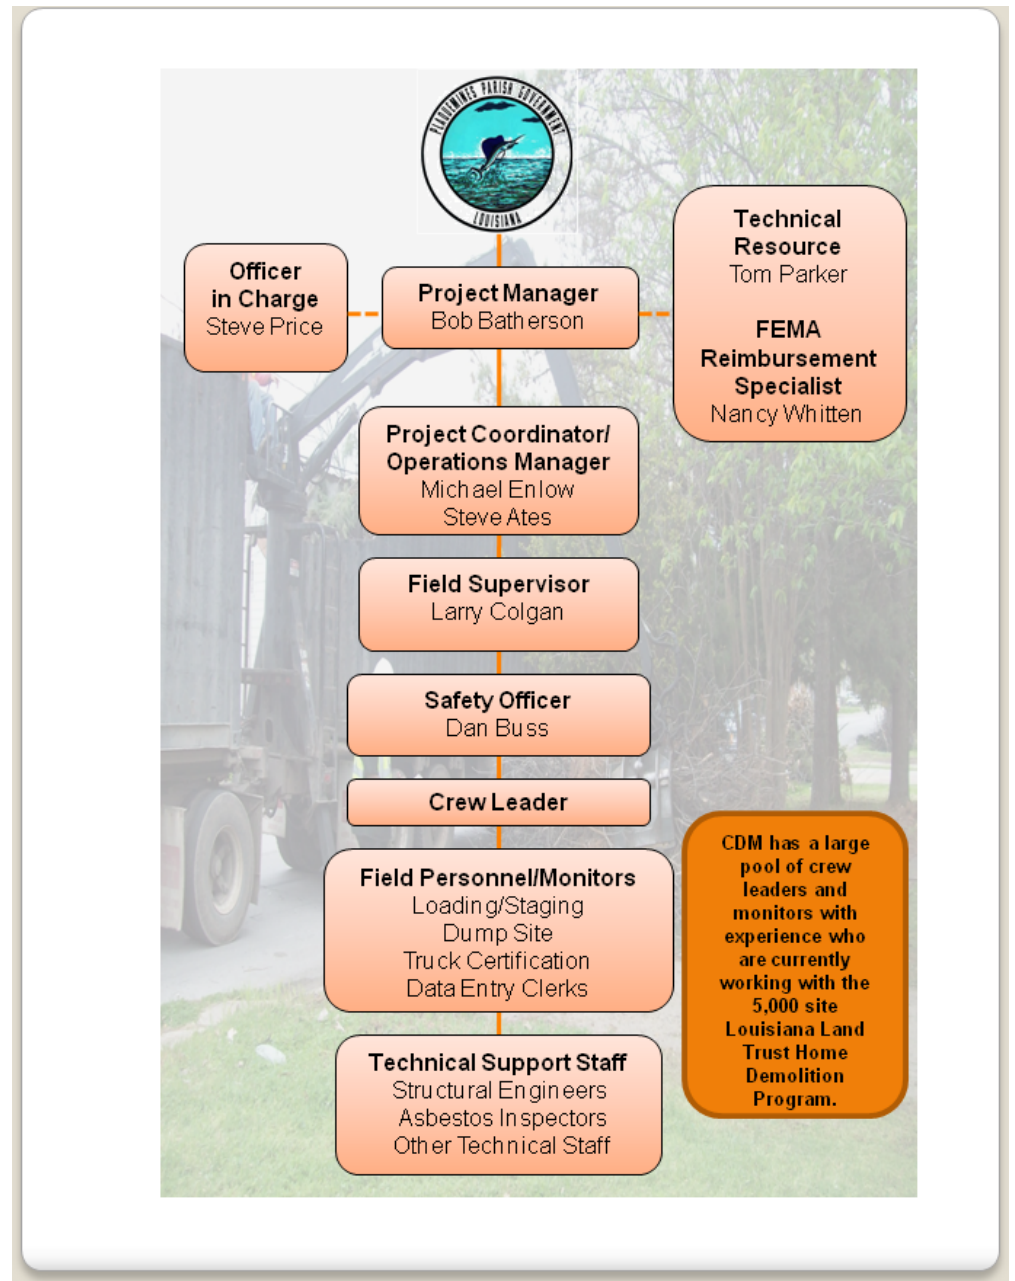 PLAQUEMINES PARISH GOVERNMENT
LOUISIANA
Officer
in Charge
Steve Price
Project Manager
Bob Batherson
Technical
Resource
Tom Parker
FEMA
Reimbursement
Specialist
Nancy Whitten
Project Coordinator/
Operations Manager
Michael Enlow
Steve Ates
Field Supervisor
Larry Colgan
Safety Officer
Dan Buss
Crew Leader
Field Personnel/Monitors
Loading/Staging
Dump Site
Truck Certification
Data Entry Clerks
Technical Support Staff
Structural Engineers
Asbestos Inspectors
Other Technical Staff
CDM has a large
pool of crew
leaders and
monitors with
experience who
are currently
working with the
5,000 site
Louisiana Land
Trust Home
Demolition
Program.